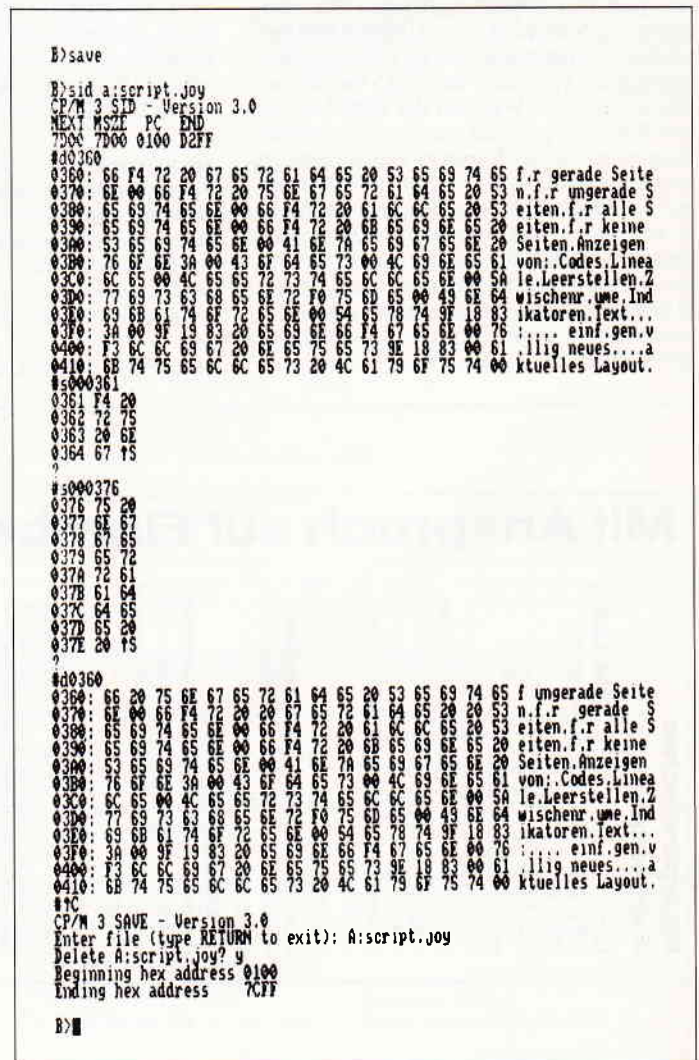 B>save
B>sid a:script.joy
CP/M 3 SID - Version 3.0
NEXT MSZE  PC  END
7D00 7D00 0100 D2FF
#d0360
0360: 66 F4 72 20 67 65 72 61 64 65 20 53 65 69 74 65 f.r gerade Seite
0370: 6E 00 66 F4 72 20 75 6E 67 65 72 61 64 65 20 53 n.f.r ungerade S
0380: 65 69 74 65 6E 00 66 F4 72 20 61 6C 6C 65 20 53 eiten.f.r alle S
0390: 65 69 74 65 6E 00 66 F4 72 20 6B 65 69 6E 65 20 eiten.f.r keine
03A0: 53 65 69 74 65 6E 00 41 6E 7A 65 69 67 65 6E 20 Seiten.Anzeigen
03B0: 76 6F 6E 3A 00 43 6F 64 65 73 00 4C 69 6E 65 61 von:.Codes.Linea
03C0: 6C 65 00 4C 65 65 72 73 74 65 6C 6C 65 6E 00 5A le.Leerstellen.Z
03D0: 77 69 73 63 68 65 6E 72 F0 75 6D 65 00 49 6E 64 wischenr.ume.Ind
03E0: 69 6B 61 74 6F 72 65 6E 00 54 65 78 74 9F 18 83 ikatoren.Text...
03F0: 3A 00 9F 19 83 20 65 69 6E 66 F4 67 65 6E 00 76 :.... einf.gen.v
0400: F3 6C 6C 69 67 20 6E 65 75 65 73 9E 18 83 00 61 .llig neues....a
0410: 6B 74 75 65 6C 6C 65 73 20 4C 61 79 6F 75 74 00 ktuelles Layout.
#s000361
0361 F4 20
0362 72 75
0363 20 6E
0364 67 ↑S
?
#s000376
0376 75 20
0377 6E 67
0378 67 65
0379 65 72
037A 72 61
037B 61 64
037C 64 65
037D 65 20
037E 20 ↑S
?
#d0360
0360: 66 20 75 6E 67 65 72 61 64 65 20 53 65 69 74 65 f ungerade Seite
0370: 6E 00 66 F4 72 20 20 67 65 72 61 64 65 20 20 53 n.f.r  gerade  S
0380: 65 69 74 65 6E 00 66 F4 72 20 61 6C 6C 65 20 53 eiten.f.r alle S
0390: 65 69 74 65 6E 00 66 F4 72 20 6B 65 69 6E 65 20 eiten.f.r keine
03A0: 53 65 69 74 65 6E 00 41 6E 7A 65 69 67 65 6E 20 Seiten.Anzeigen
03B0: 76 6F 6E 3A 00 43 6F 64 65 73 00 4C 69 6E 65 61 von:.Codes.Linea
03C0: 6C 65 00 4C 65 65 72 73 74 65 6C 6C 65 6E 00 5A le.Leerstellen.Z
03D0: 77 69 73 63 68 65 6E 72 F0 75 6D 65 00 49 6E 64 wischenr.ume.Ind
03E0: 69 6B 61 74 6F 72 65 6E 00 54 65 78 74 9F 18 83 ikatoren.Text...
03F0: 3A 00 9F 19 83 20 65 69 6E 66 F4 67 65 6E 00 76 :.... einf.gen.v
0400: F3 6C 6C 69 67 20 6E 65 75 65 73 9E 18 83 00 61 .llig neues....a
0410: 6B 74 75 65 6C 6C 65 73 20 4C 61 79 6F 75 74 00 ktuelles Layout.
#↑C
CP/M 3 SAVE - Version 3.0
Enter file (type RETURN to exit): A:script.joy
Delete A:script.joy? y
Beginning hex address 0100
Ending hex address    7CFF
B>